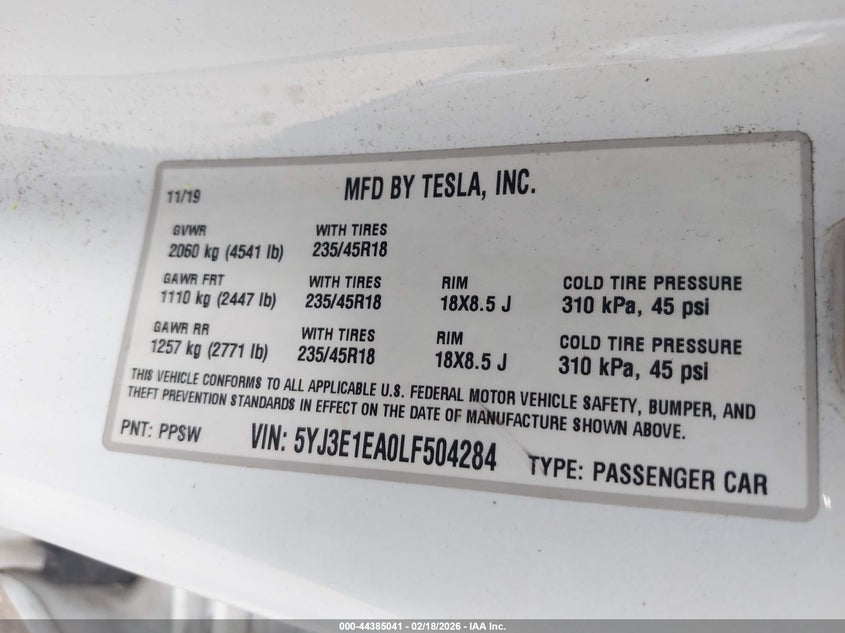 11/19 MFD BY TESLA, INC.
GVWR WITH TIRES
2060 kg (4541 lb) 235/45R18
GAWR FRT WITH TIRES RIM COLD TIRE PRESSURE
1110 kg (2447 lb) 235/45R18 18X8.5 J 310 kPa, 45 psi
GAWR RR WITH TIRES RIM COLD TIRE PRESSURE
1257 kg (2771 lb) 235/45R18 18X8.5 J 310 kPa, 45 psi
THIS VEHICLE CONFORMS TO ALL APPLICABLE U.S. FEDERAL MOTOR VEHICLE SAFETY, BUMPER, AND
THEFT PREVENTION STANDARDS IN EFFECT ON THE DATE OF MANUFACTURE SHOWN ABOVE.
PNT: PPSW VIN: 5YJ3E1EA0LF504284 TYPE: PASSENGER CAR
000-44385041 - 02/18/2026 - IAA Inc.